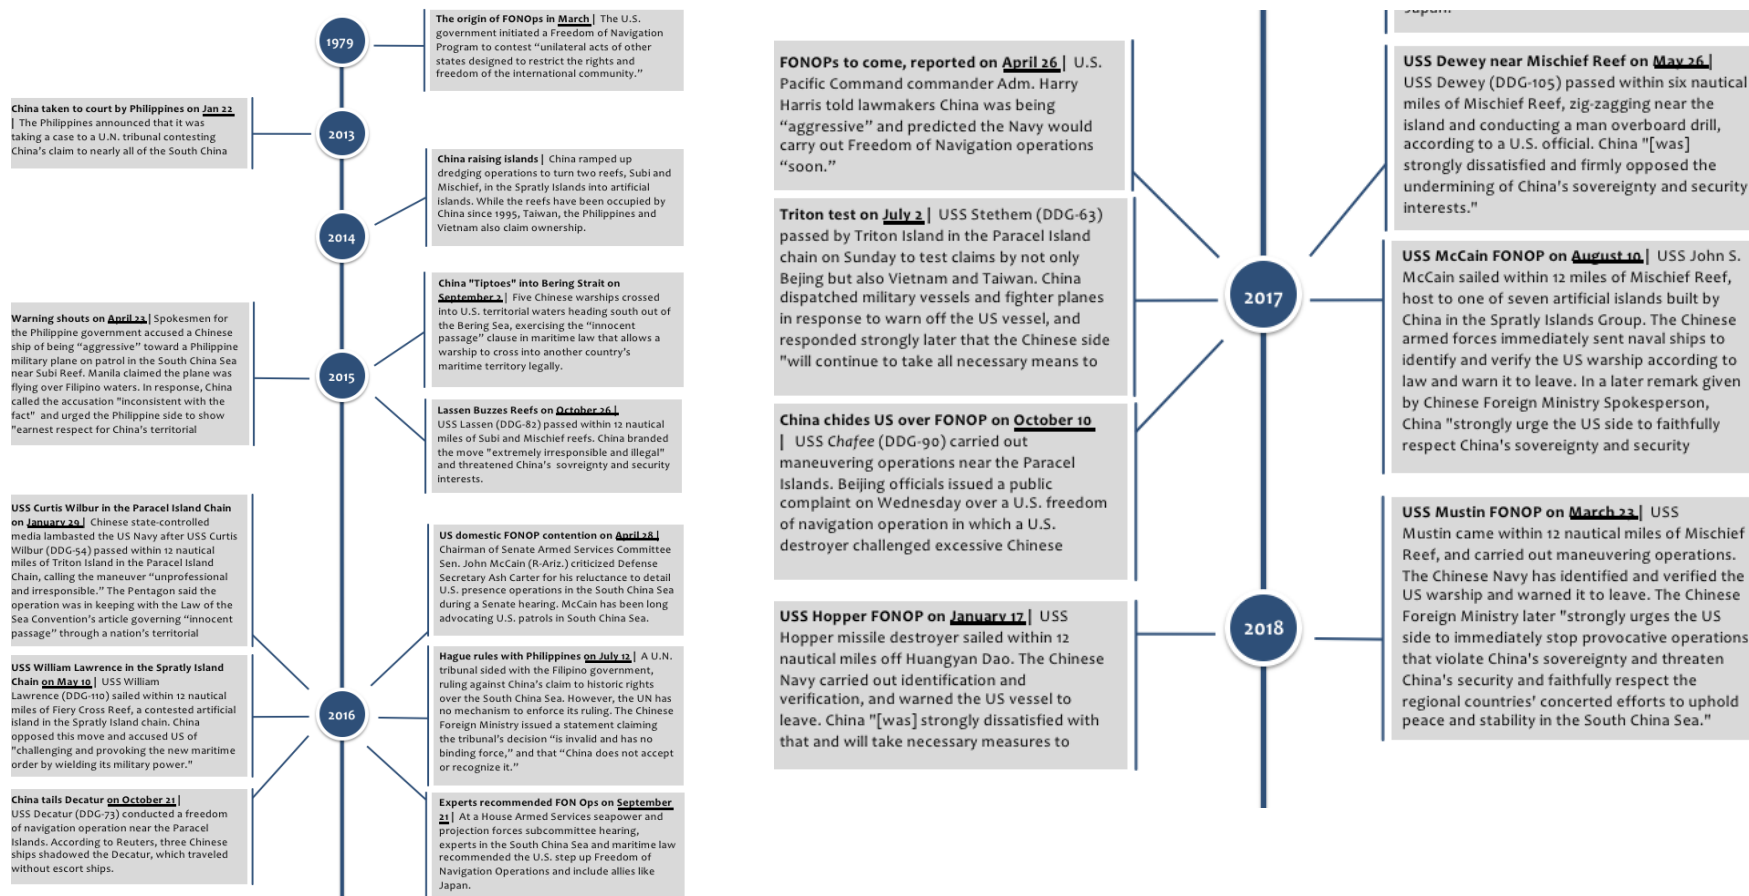 1979
The origin of FONOps in March | The U.S.
government initiated a Freedom of Navigation
Program to contest “unilateral acts of other
states designed to restrict the rights and
freedom of the international community.”
China taken to court by Philippines on Jan 22
| The Philippines announced that it was
taking a case to a U.N. tribunal contesting
China’s claim to nearly all of the South China
2013
China raising islands | China ramped up
dredging operations to turn two reefs, Subi and
Mischief, in the Spratly Islands into artificial
islands. While the reefs have been occupied by
China since 1995, Taiwan, the Philippines and
Vietnam also claim ownership.
2014
China "Tiptoes" into Bering Strait on
September 2 | Five Chinese warships crossed
into U.S. territorial waters heading south out of
the Bering Sea, exercising the “innocent
passage” clause in maritime law that allows a
warship to cross into another country’s
maritime territory legally.
Warning shouts on April 23 | Spokesmen for
the Philippine government accused a Chinese
ship of being “aggressive” toward a Philippine
military plane on patrol in the South China Sea
near Subi Reef. Manila claimed the plane was
flying over Filipino waters. In response, China
called the accusation "inconsistent with the
fact" and urged the Philippine side to show
"earnest respect for China’s territorial
2015
Lassen Buzzes Reefs on October 26 |
USS Lassen (DDG-82) passed within 12 nautical
miles of Subi and Mischief reefs. China branded
the move "extremely irresponsible and illegal"
and threatened China's sovreignty and security
interests.
USS Curtis Wilbur in the Paracel Island Chain
on January 29 | Chinese state-controlled
media lambasted the US Navy after USS Curtis
Wilbur (DDG-54) passed within 12 nautical
miles of Triton Island in the Paracel Island
Chain, calling the maneuver “unprofessional
and irresponsible.” The Pentagon said the
operation was in keeping with the Law of the
Sea Convention’s article governing “innocent
passage” through a nation’s territorial
US domestic FONOP contention on April 28 |
Chairman of Senate Armed Services Committee
Sen. John McCain (R-Ariz.) criticized Defense
Secretary Ash Carter for his reluctance to detail
U.S. presence operations in the South China Sea
during a Senate hearing. McCain has been long
advocating U.S. patrols in South China Sea.
USS William Lawrence in the Spratly Island
Chain on May 10 | USS William
Lawrence (DDG-110) sailed within 12 nautical
miles of Fiery Cross Reef, a contested artificial
island in the Spratly Island chain. China
opposed this move and accused US of
"challenging and provoking the new maritime
order by wielding its military power."
2016
Hague rules with Philippines on July 12 | A U.N.
tribunal sided with the Filipino government,
ruling against China’s claim to historic rights
over the South China Sea. However, the UN has
no mechanism to enforce its ruling. The Chinese
Foreign Ministry issued a statement claiming
the tribunal’s decision “is invalid and has no
binding force,” and that “China does not accept
or recognize it.”
China tails Decatur on October 21 |
USS Decatur (DDG-73) conducted a freedom
of navigation operation near the Paracel
Islands. According to Reuters, three Chinese
ships shadowed the Decatur, which traveled
without escort ships.
Experts recommended FON Ops on September
21 | At a House Armed Services seapower and
projection forces subcommittee hearing,
experts in the South China Sea and maritime law
recommended the U.S. step up Freedom of
Navigation Operations and include allies like
Japan.
Japan.
FONOPs to come, reported on April 26 | U.S.
Pacific Command commander Adm. Harry
Harris told lawmakers China was being
“aggressive” and predicted the Navy would
carry out Freedom of Navigation operations
“soon.”
USS Dewey near Mischief Reef on May 26 |
USS Dewey (DDG-105) passed within six nautical
miles of Mischief Reef, zig-zagging near the
island and conducting a man overboard drill,
according to a U.S. official. China "[was]
strongly dissatisfied and firmly opposed the
undermining of China's sovereignty and security
interests."
Triton test on July 2 | USS Stethem (DDG-63)
passed by Triton Island in the Paracel Island
chain on Sunday to test claims by not only
Bejing but also Vietnam and Taiwan. China
dispatched military vessels and fighter planes
in response to warn off the US vessel, and
responded strongly later that the Chinese side
"will continue to take all necessary means to
2017
USS McCain FONOP on August 10 | USS John S.
McCain sailed within 12 miles of Mischief Reef,
host to one of seven artificial islands built by
China in the Spratly Islands Group. The Chinese
armed forces immediately sent naval ships to
identify and verify the US warship according to
law and warn it to leave. In a later remark given
by Chinese Foreign Ministry Spokesperson,
China "strongly urge the US side to faithfully
respect China's sovereignty and security
China chides US over FONOP on October 10
| USS Chafee (DDG-90) carried out
maneuvering operations near the Paracel
Islands. Beijing officials issued a public
complaint on Wednesday over a U.S. freedom
of navigation operation in which a U.S.
destroyer challenged excessive Chinese
USS Hopper FONOP on January 17 | USS
Hopper missile destroyer sailed within 12
nautical miles off Huangyan Dao. The Chinese
Navy carried out identification and
verification, and warned the US vessel to
leave. China "[was] strongly dissatisfied with
that and will take necessary measures to
2018
USS Mustin FONOP on March 23 | USS
Mustin came within 12 nautical miles of Mischief
Reef, and carried out maneuvering operations.
The Chinese Navy has identified and verified the
US warship and warned it to leave. The Chinese
Foreign Ministry later "strongly urges the US
side to immediately stop provocative operations
that violate China's sovereignty and threaten
China's security and faithfully respect the
regional countries' concerted efforts to uphold
peace and stability in the South China Sea."